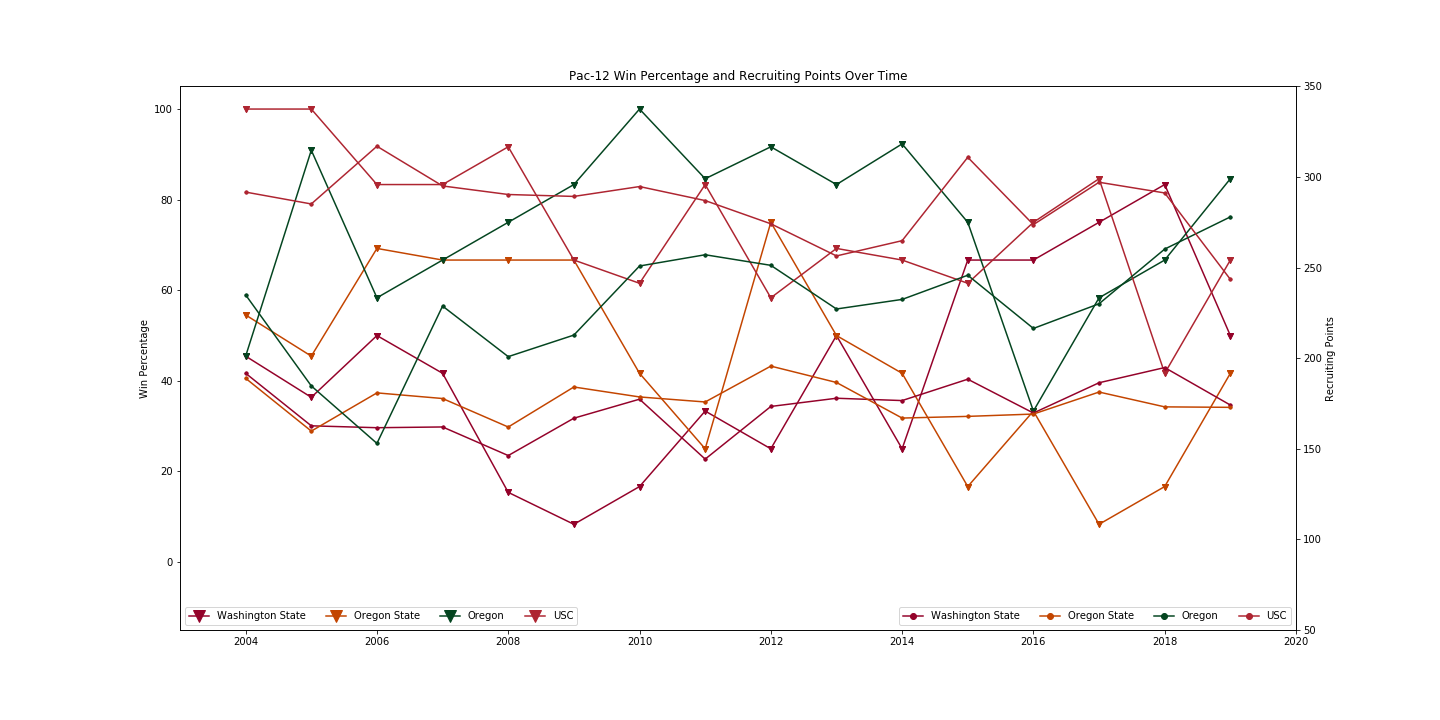 Pac-12 Win Percentage and Recruiting Points Over Time
100
80
60
40
20
0
Win Percentage
350
300
250
200
150
100
50
Recruiting Points
Washington State Oregon State Oregon USC
Washington State Oregon State Oregon USC
2004 2006 2008 2010 2012 2014 2016 2018 2020